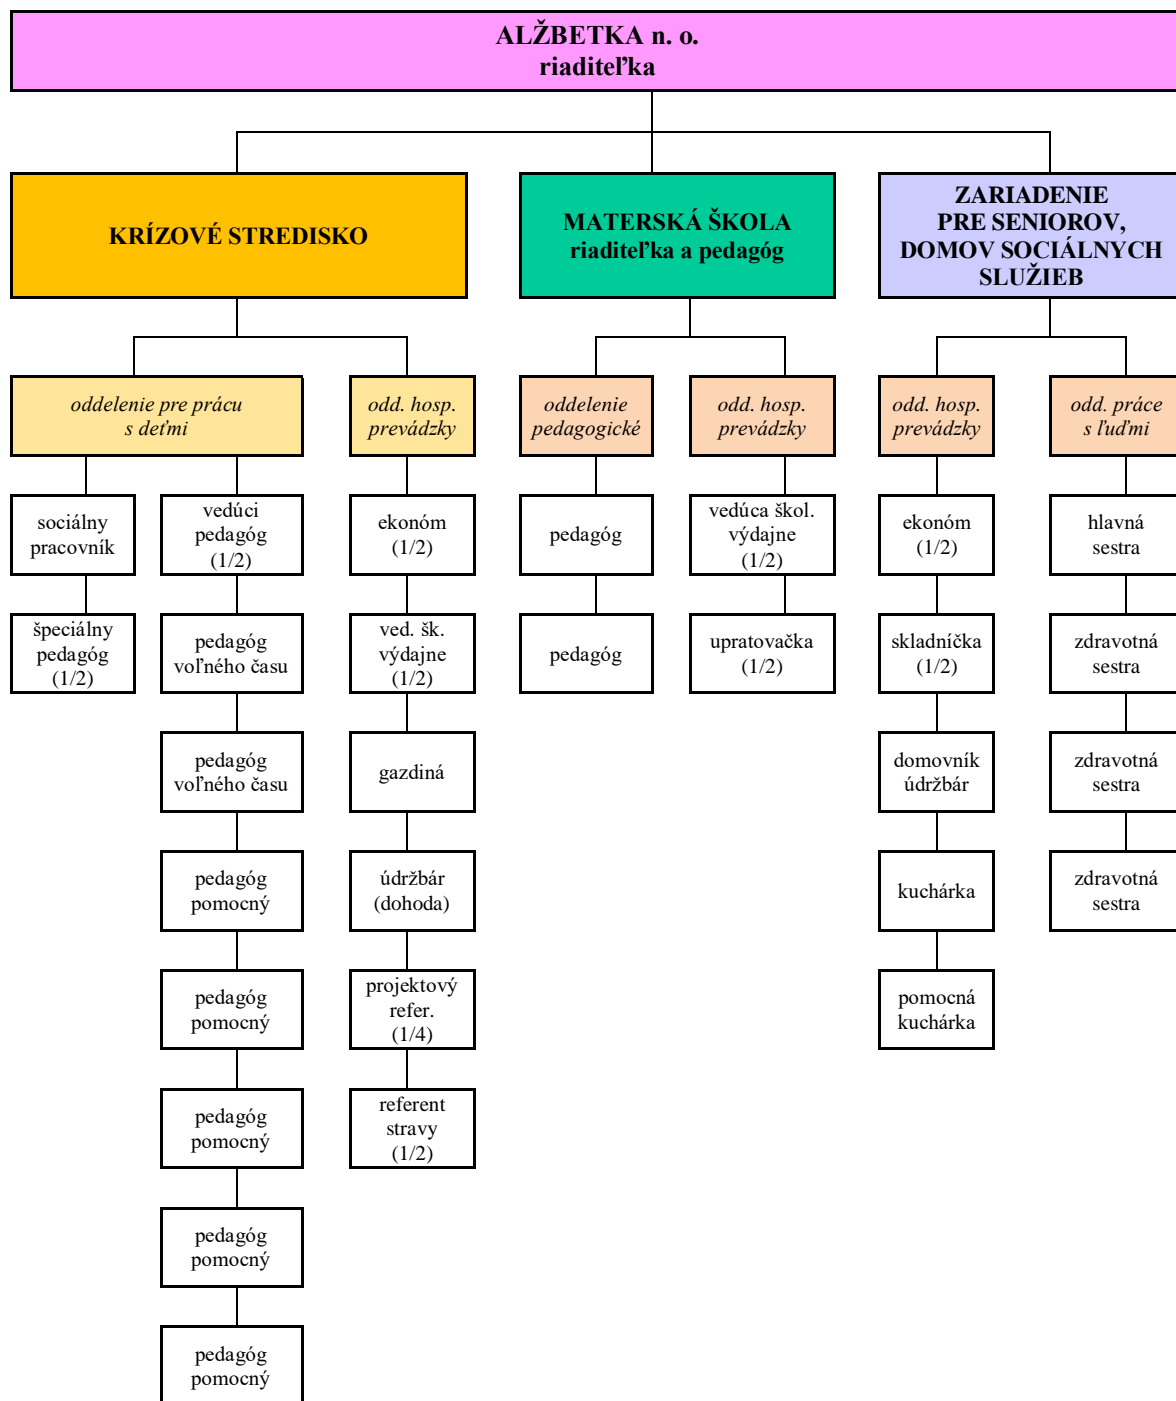 ALŽBETKA n. o.
riaditeľka
KRÍZOVÉ STREDISKO
MATERSKÁ ŠKOLA
riaditeľka a pedagóg
ZARIADENIE
PRE SENIOROV,
DOMOV SOCIÁLNYCH
SLUŽIEB
oddelenie pre prácu
s deťmi
odd. hosp.
prevádzky
oddelenie
pedagogické
odd. hosp.
prevádzky
odd. hosp.
prevádzky
odd. práce
s ľuďmi
sociálny
pracovník
vedúci
pedagóg
(1/2)
ekonóm
(1/2)
pedagóg
vedúca škol.
výdajne
(1/2)
ekonóm
(1/2)
hlavná
sestra
špeciálny
pedagóg
(1/2)
pedagóg
voľného času
ved. šk.
výdajne
(1/2)
pedagóg
upratovačka
(1/2)
skladníčka
(1/2)
zdravotná
sestra
pedagóg
voľného času
gazdiná
domovník
údržbár
zdravotná
sestra
pedagóg
pomocný
údržbár
(dohoda)
kuchárka
zdravotná
sestra
pedagóg
pomocný
projektový
refer.
(1/4)
pomocná
kuchárka
pedagóg
pomocný
referent
stravy
(1/2)
pedagóg
pomocný
pedagóg
pomocný